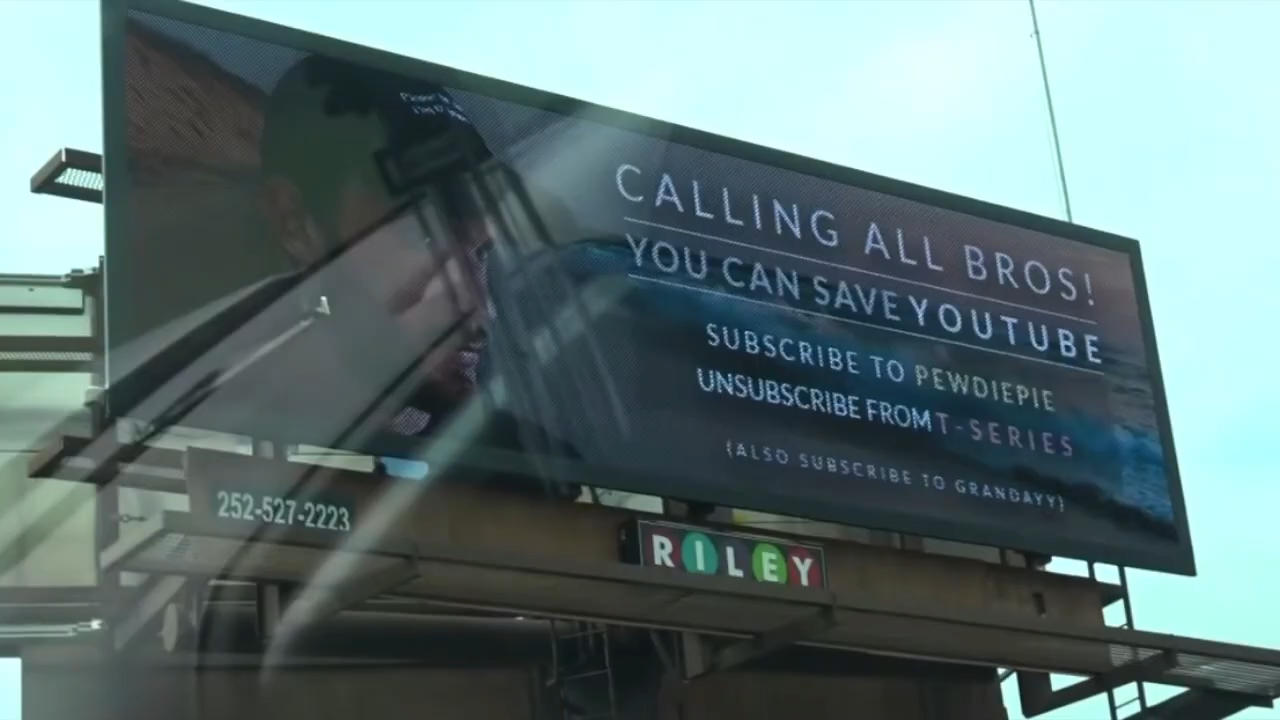 CALLING ALL BROS!
YOU CAN SAVE YOUTUBE
SUBSCRIBE TO PEWDIEPIE
UNSUBSCRIBE FROM T-SERIES
(ALSO SUBSCRIBE TO GRANDAYY)
252-527-2223
RILEY